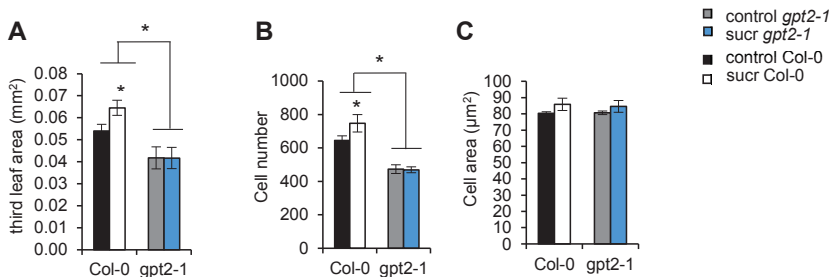 A
*
*
third leaf area (mm²)
0.08
0.07
0.06
0.05
0.04
0.03
0.02
0.01
0.00
Col-0 gpt2-1
B
*
*
Cell number
1000
800
600
400
200
0
Col-0 gpt2-1
C
Cell area (µm²)
100
90
80
70
60
50
40
30
20
10
0
Col-0 gpt2-1
control gpt2-1
sucr gpt2-1
control Col-0
sucr Col-0